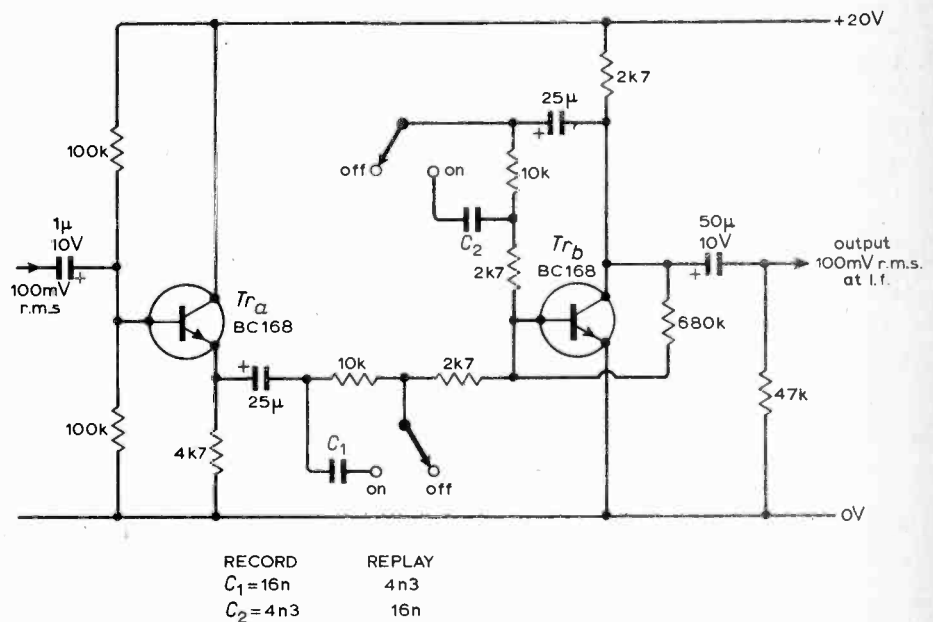 +20V
2k7
25μ
+
100k
off
on
10k
C2
1μ
10V
+
100mV
r.m.s
Tra
BC168
2k7
Trb
BC168
50μ
10V
+
output
100mV r.m.s.
at l.f.
680k
+
25μ
10k
2k7
47k
100k
4k7
C1
on
off
0V
RECORD REPLAY
C1=16n 4n3
C2=4n3 16n